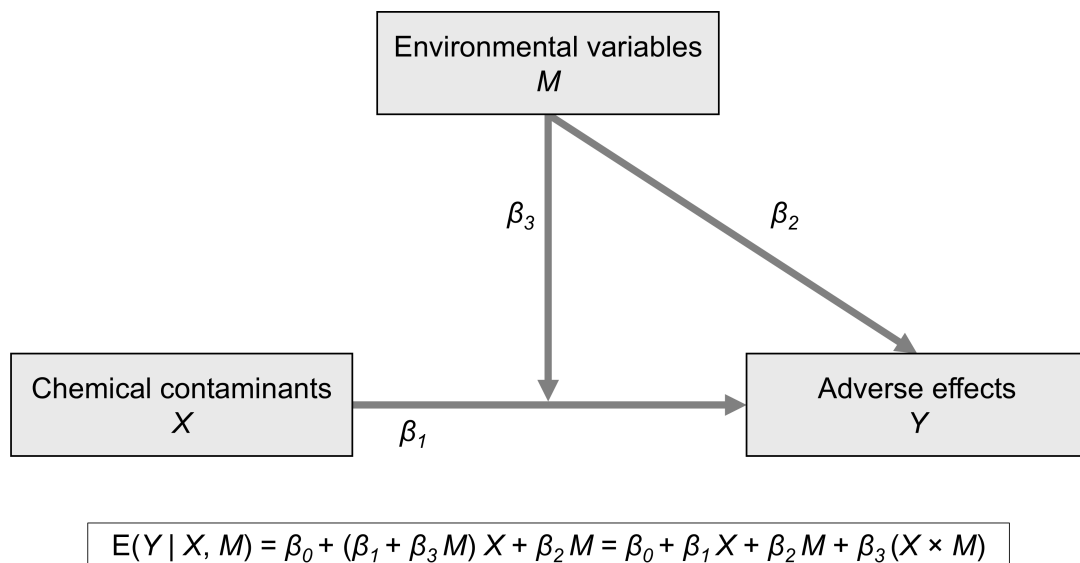 Environmental variables
M
β3
β2
Chemical contaminants
X
β1
Adverse effects
Y
E(Y | X, M) = β0 + (β1 + β3 M) X + β2 M = β0 + β1 X + β2 M + β3 (X × M)